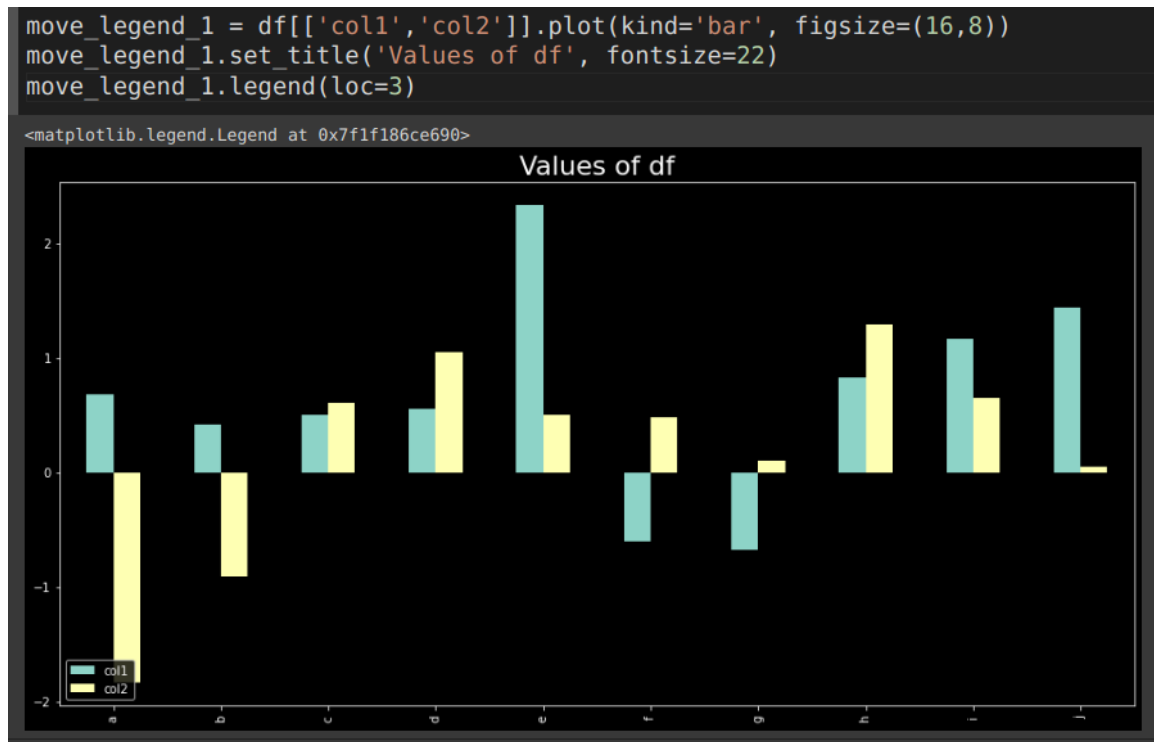 move_legend_1 = df[['col1','col2']].plot(kind='bar', figsize=(16,8))
move_legend_1.set_title('Values of df', fontsize=22)
move_legend_1.legend(loc=3)
<matplotlib.legend.Legend at 0x7f1f186ce690>
Values of df
2
1
0
−1
−2
col1
col2
a b c d e f g h i j